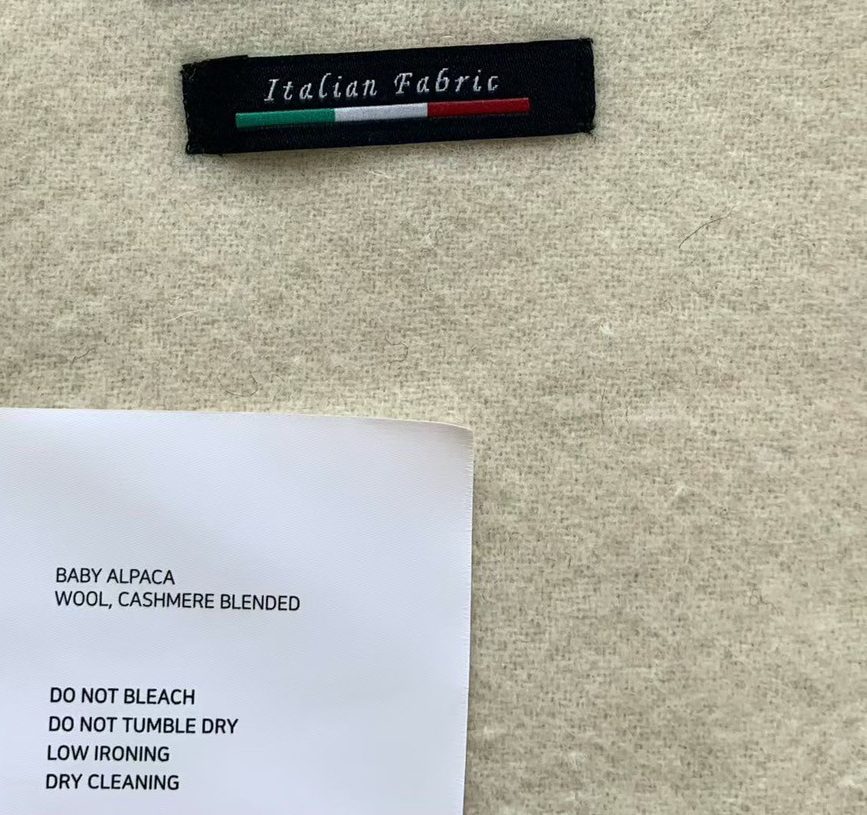 Italian Fabric
BABY ALPACA
WOOL, CASHMERE BLENDED
DO NOT BLEACH
DO NOT TUMBLE DRY
LOW IRONING
DRY CLEANING